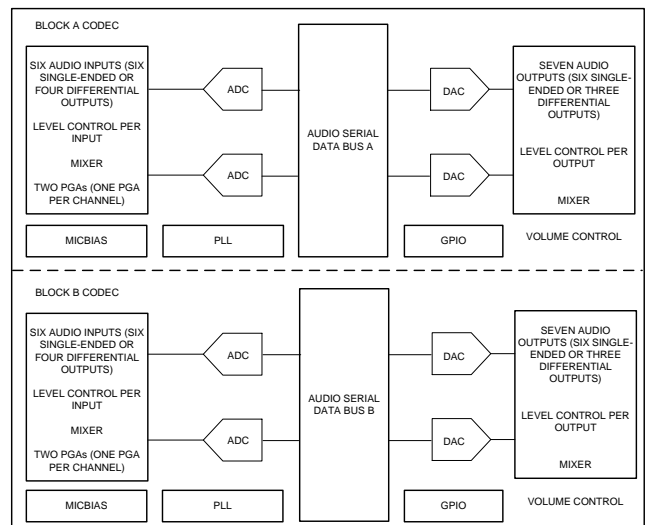 BLOCK A CODEC
SIX AUDIO INPUTS (SIX
SINGLE-ENDED OR
FOUR DIFFERENTIAL
OUTPUTS)
LEVEL CONTROL PER
INPUT
MIXER
TWO PGAs (ONE PGA
PER CHANNEL)
ADC
ADC
AUDIO SERIAL
DATA BUS A
DAC
DAC
SEVEN AUDIO
OUTPUTS (SIX SINGLE-
ENDED OR THREE
DIFFERENTIAL
OUTPUTS)
LEVEL CONTROL PER
OUTPUT
MIXER
MICBIAS
PLL
GPIO
VOLUME CONTROL
BLOCK B CODEC
SIX AUDIO INPUTS (SIX
SINGLE-ENDED OR
FOUR DIFFERENTIAL
OUTPUTS)
LEVEL CONTROL PER
INPUT
MIXER
TWO PGAs (ONE PGA
PER CHANNEL)
ADC
ADC
AUDIO SERIAL
DATA BUS B
DAC
DAC
SEVEN AUDIO
OUTPUTS (SIX SINGLE-
ENDED OR THREE
DIFFERENTIAL
OUTPUTS)
LEVEL CONTROL PER
OUTPUT
MIXER
MICBIAS
PLL
GPIO
VOLUME CONTROL